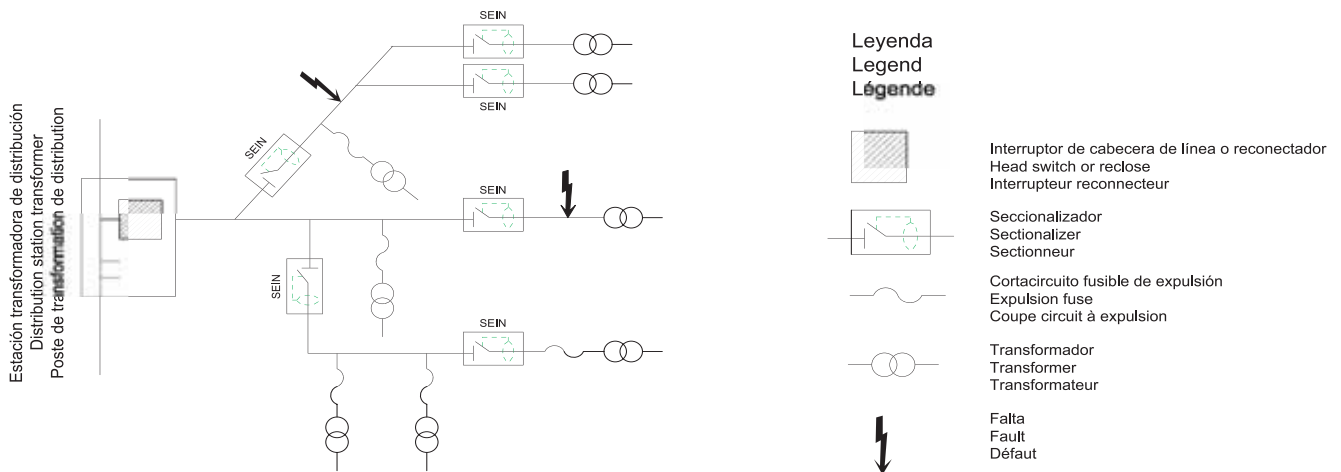 Estación transformadora de distribución
Distribution station transformer
Poste de transformation de distribution
SEIN
SEIN
SEIN
SEIN
SEIN
SEIN
Leyenda
Legend
Légende
Interruptor de cabecera de línea o reconectador
Head switch or reclose
Interrupteur reconnecteur
Seccionalizador
Sectionalizer
Sectionneur
Cortacircuito fusible de expulsión
Expulsion fuse
Coupe circuit à expulsion
Transformador
Transformer
Transformateur
Falta
Fault
Défaut